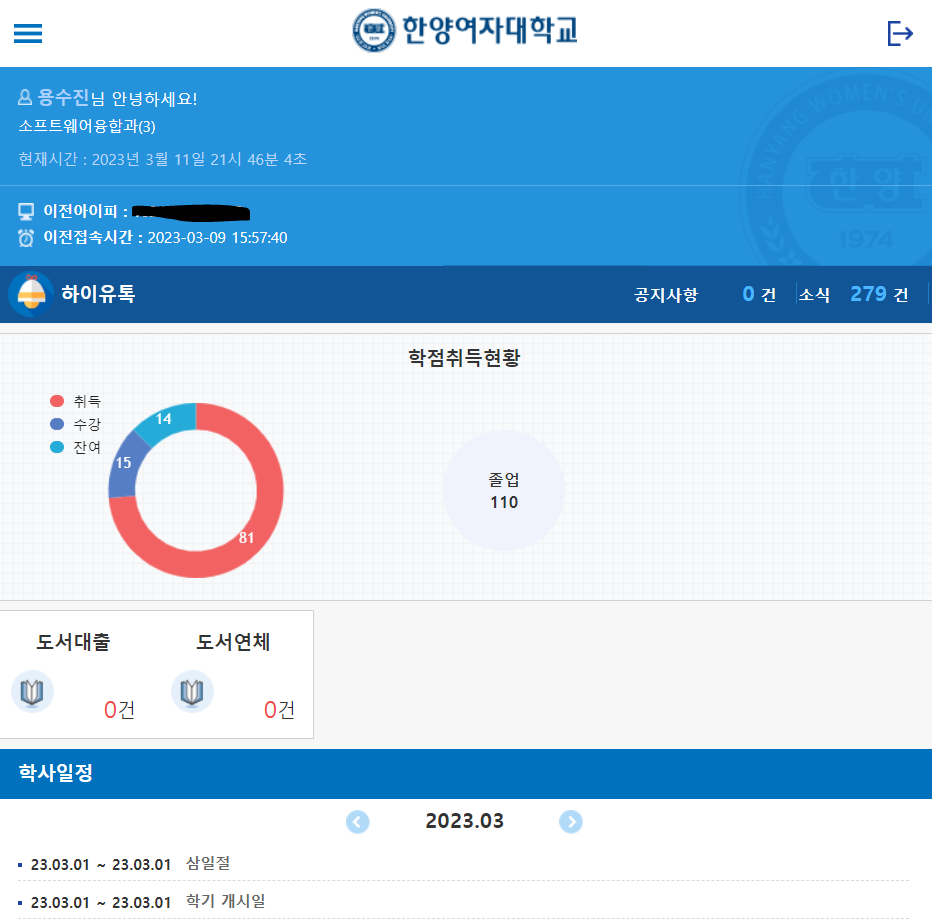 한양여자대학교
용수진님 안녕하세요!
소프트웨어융합과(3)
현재시간 : 2023년 3월 11일 21시 46분 4초
이전아이피 :
이전접속시간 : 2023-03-09 15:57:40
HANYANG WOMEN'S UN
한양
1974
하이유톡
공지사항 0 건 소식 279 건
학점취득현황
취득
수강
잔여
14
15
81
졸업
110
도서대출 도서연체
0건 0건
학사일정
2023.03
23.03.01 ~ 23.03.01 삼일절
23.03.01 ~ 23.03.01 학기 개시일